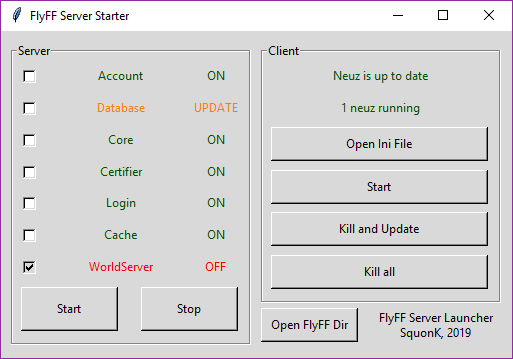 FlyFF Server Starter
Server
Account ON
Database UPDATE
Core ON
Certifier ON
Login ON
Cache ON
WorldServer OFF
Start Stop
Client
Neuz is up to date
1 neuz running
Open Ini File
Start
Kill and Update
Kill all
Open FlyFF Dir
FlyFF Server Launcher
SquonK, 2019